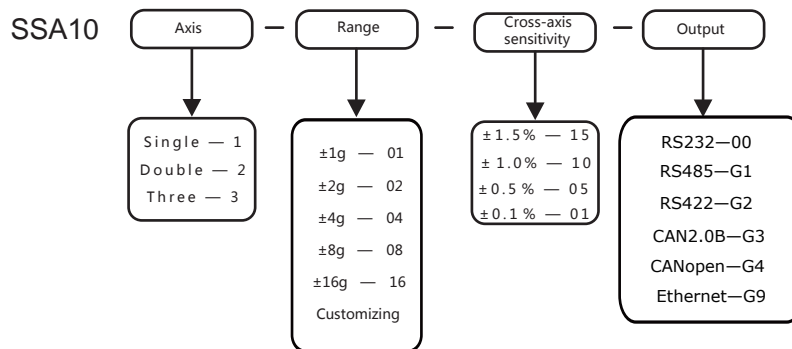 SSA10
Axis — Range — Cross-axis — Output
sensitivity
Single — 1
Double — 2
Three — 3
±1g — 01
±2g — 02
±4g — 04
±8g — 08
±16g — 16
Customizing
±1.5% — 15
±1.0% — 10
±0.5% — 05
±0.1% — 01
RS232—00
RS485—G1
RS422—G2
CAN2.0B—G3
CANopen—G4
Ethernet—G9